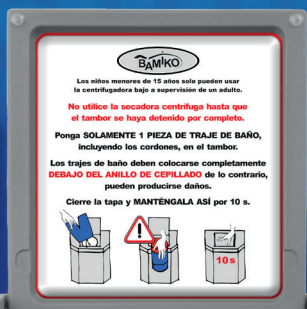 BAMIKO
Los niños menores de 15 años solo pueden usar
la centrifugadora bajo a supervisión de un adulto.
No utilice la secadora centrífuga hasta que
el tambor se haya detenido por completo.
Ponga SOLAMENTE 1 PIEZA DE TRAJE DE BAÑO,
incluyendo los cordones, en el tambor.
Los trajes de baño deben colocarse completamente
DEBAJO DEL ANILLO DE CEPILLADO de lo contrario,
pueden producirse daños.
Cierre la tapa y MANTÉNGALA ASÍ por 10 s.
!
10 s